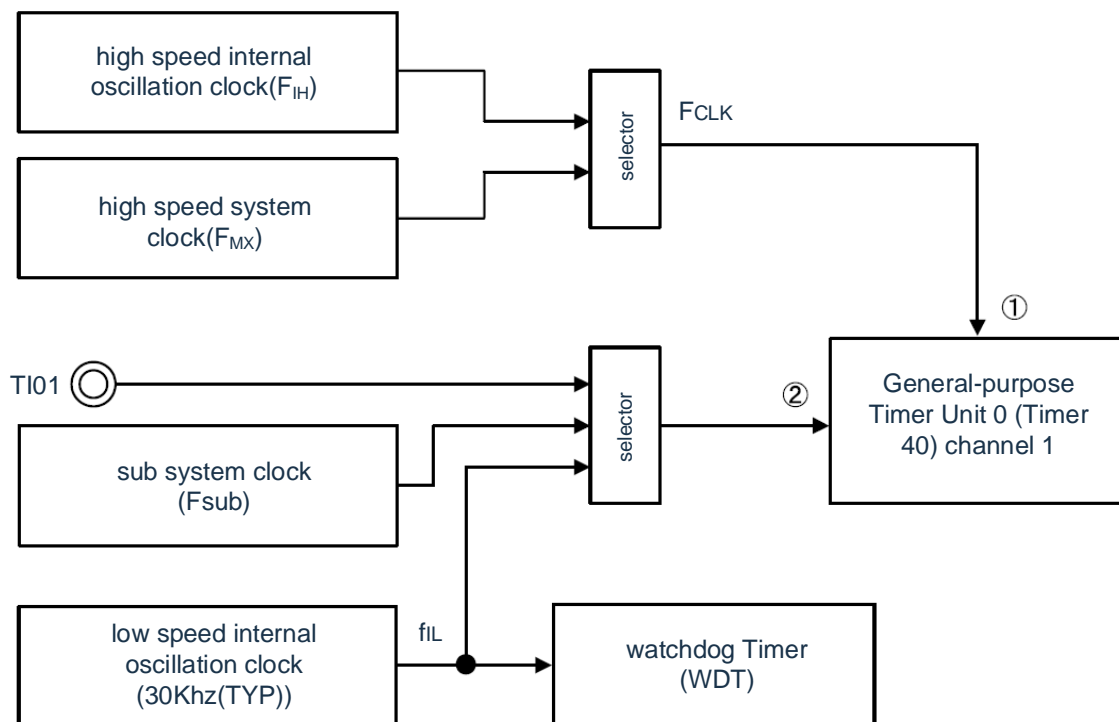 high speed internal
oscillation clock(FIH)
selector
FCLK
high speed system
clock(FMX)
①
TI01
selector
②
General-purpose
Timer Unit 0 (Timer
40) channel 1
sub system clock
(Fsub)
low speed internal
oscillation clock
(30Khz(TYP))
fIL
watchdog Timer
(WDT)